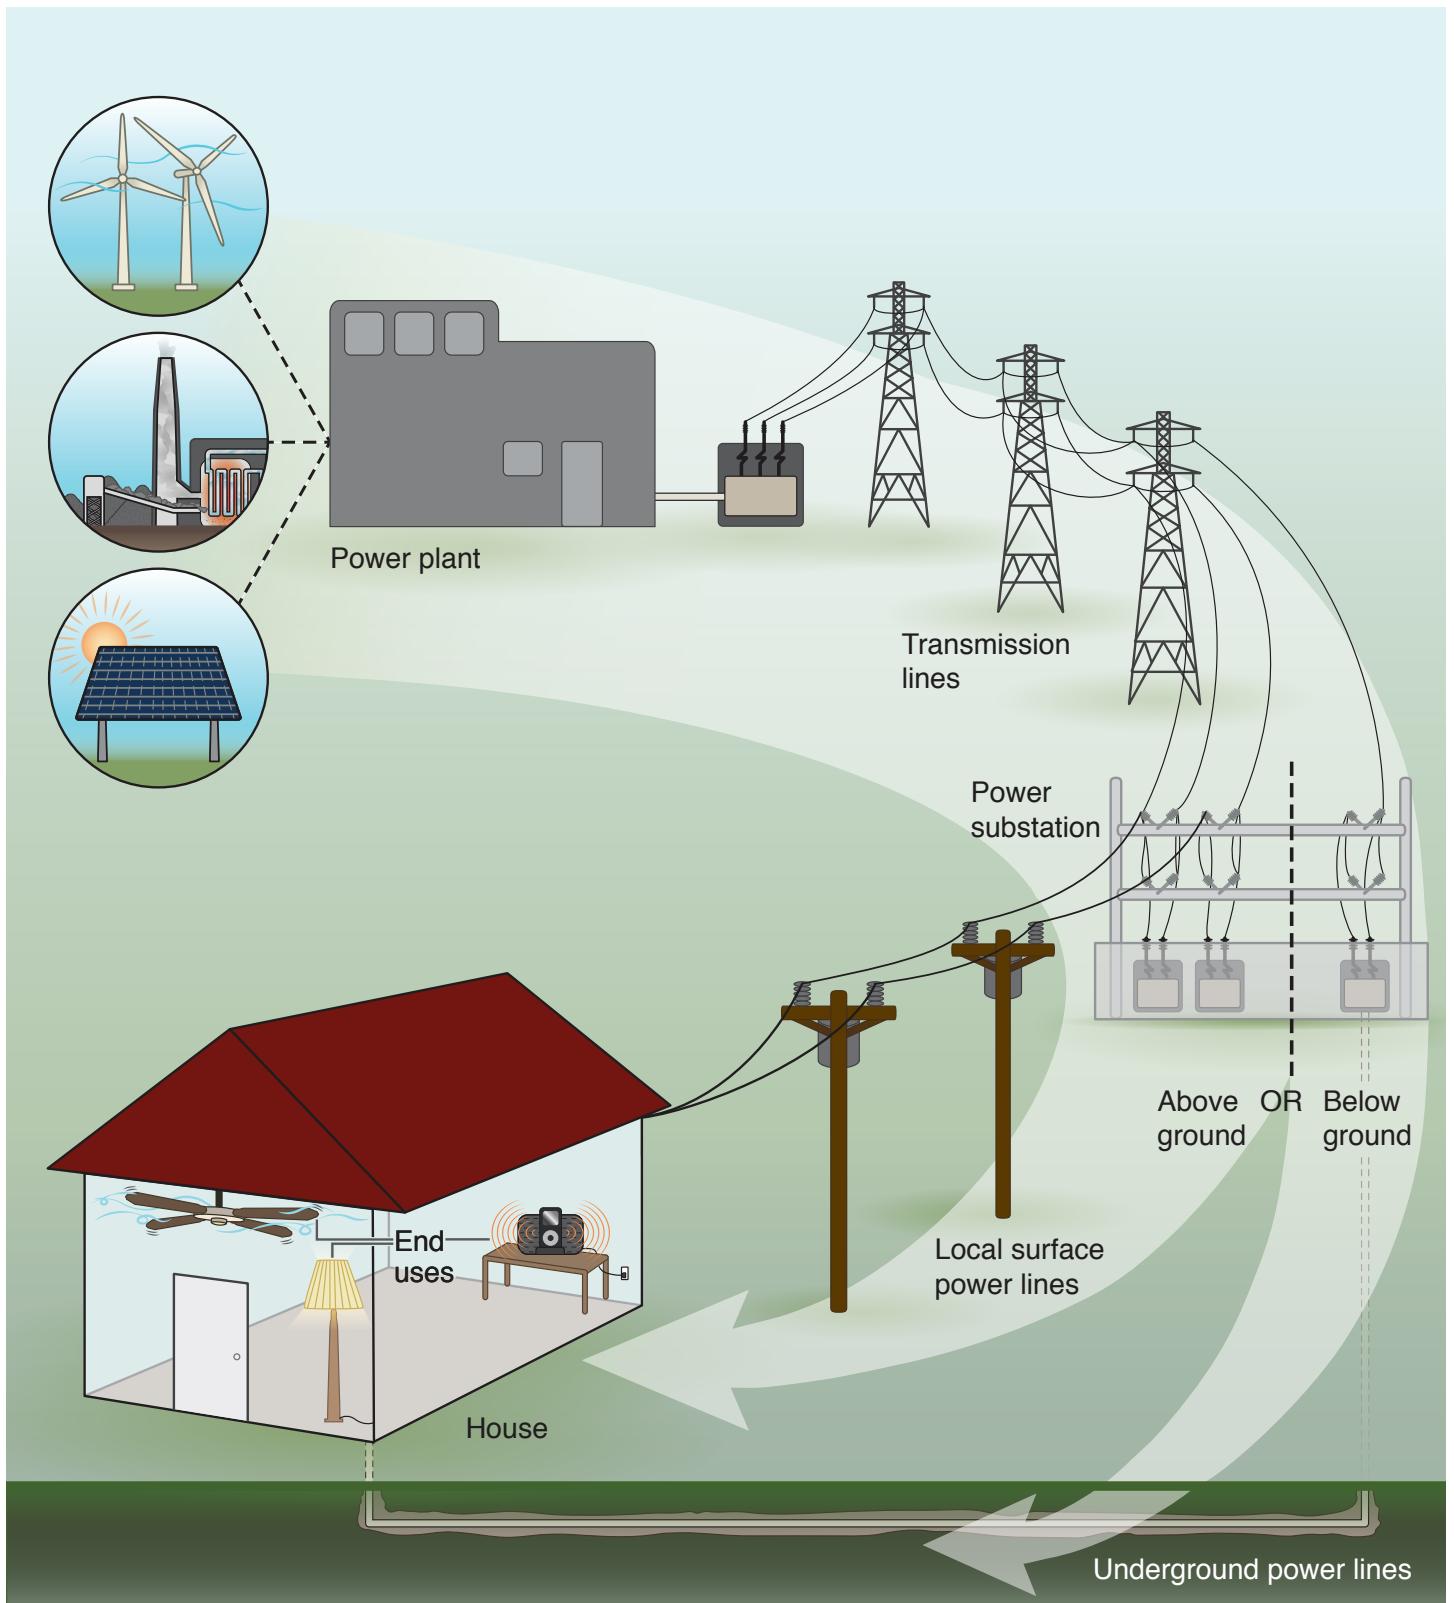 Power plant
Transmission
lines
Power
substation
Above
ground
OR
Below
ground
Local surface
power lines
End
uses
House
Underground power lines